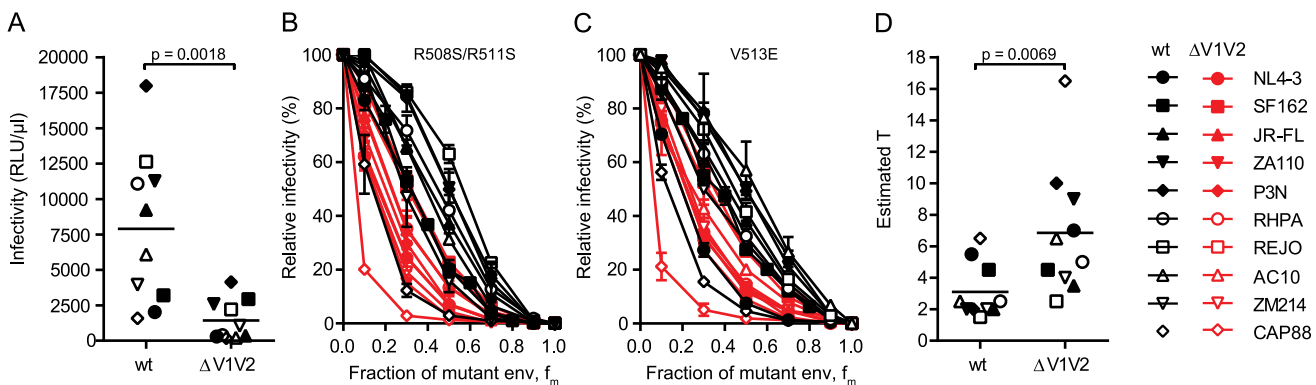 A
Infectivity (RLU/µl)
20000
17500
15000
12500
10000
7500
5000
2500
0
p = 0.0018
wt
ΔV1V2
B
R508S/R511S
Relative infectivity (%)
100
80
60
40
20
0
0.0
0.2
0.4
0.6
0.8
1.0
Fraction of mutant env, fm
C
V513E
Relative infectivity (%)
100
80
60
40
20
0
0.0
0.2
0.4
0.6
0.8
1.0
Fraction of mutant env, fm
D
Estimated T
18
16
14
12
10
8
6
4
2
0
p = 0.0069
wt
ΔV1V2
wt ΔV1V2
NL4-3
SF162
JR-FL
ZA110
P3N
RHPA
REJO
AC10
ZM214
CAP88